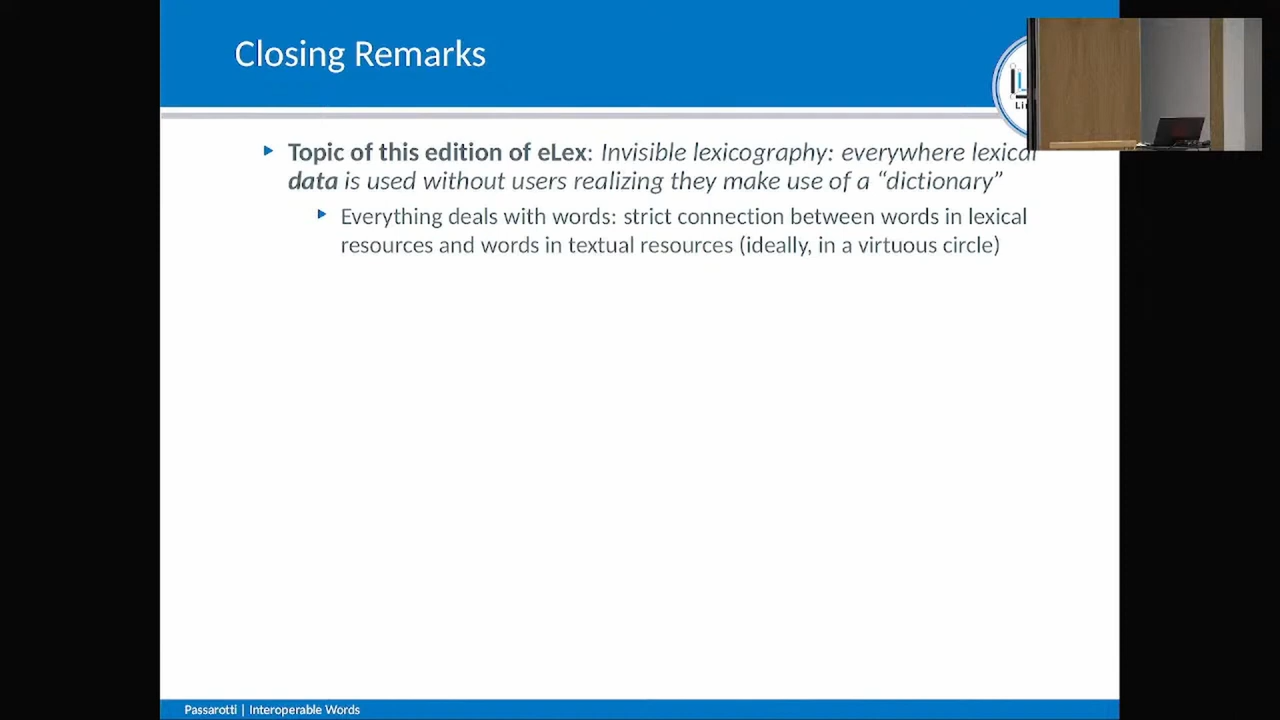 Closing Remarks
Topic of this edition of eLex: Invisible lexicography: everywhere lexical
data is used without users realizing they make use of a “dictionary”
Everything deals with words: strict connection between words in lexical
resources and words in textual resources (ideally, in a virtuous circle)
Passarotti | Interoperable Words